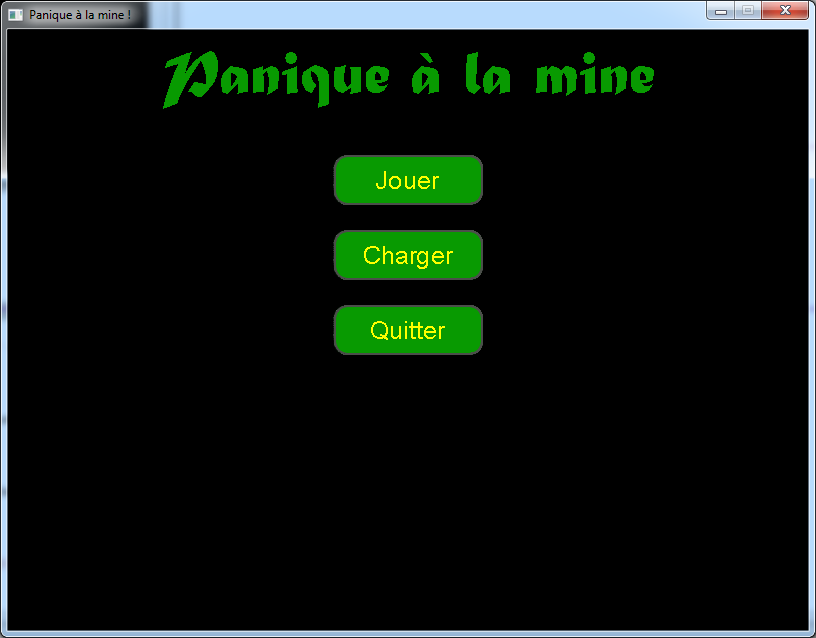 Panique à la mine !
Panique à la mine
Jouer
Charger
Quitter